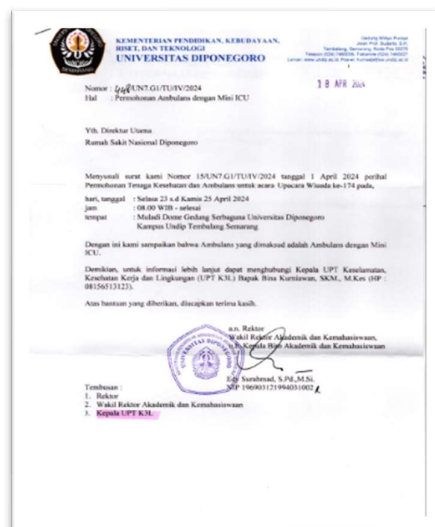 KEMENTERIAN PENDIDIKAN, KEBUDAYAAN,
RISET, DAN TEKNOLOGI
UNIVERSITAS DIPONEGORO
18 APR 2024
Nomor : /UN7.G1/TU/IV/2024
Hal : Permohonan Ambulans dengan Mini ICU
Yth. Direktur Utama
Rumah Sakit Nasional Diponegoro
Menyusuli surat kami Nomor 15/UN7.G1/TU/IV/2024 tanggal 1 April 2024 perihal
Permohonan Tenaga Kesehatan dan Ambulans untuk acara Upacara Wisuda ke-174 pada,
hari, tanggal : Selasa 23 s.d Kamis 25 April 2024
jam : 08.00 WIB - selesai
tempat : Muladi Dome Gedung Serbaguna Universitas Diponegoro
Kampus Undip Tembalang Semarang
Dengan ini kami sampaikan bahwa Ambulans yang dimaksud adalah Ambulans dengan Mini
ICU.
Demikian, untuk informasi lebih lanjut dapat menghubungi Kepala UPT Keselamatan,
Kesehatan Kerja dan Lingkungan (UPT K3L) Bapak Bina Kurniawan, SKM., M.Kes (HP :
08156513123).
Atas bantuan yang diberikan, diucapkan terima kasih.
a.n. Rektor
Wakil Rektor Akademik dan Kemahasiswaan,
u.b. Kepala Biro Akademik dan Kemahasiswaan
UNIVERSITAS DIPONEGORO
Edy Surahmad, S.Pd.,M.Si.
NIP 196903121994031002
Tembusan :
1. Rektor
2. Wakil Rektor Akademik dan Kemahasiswaan
3. Kepala UPT K3L